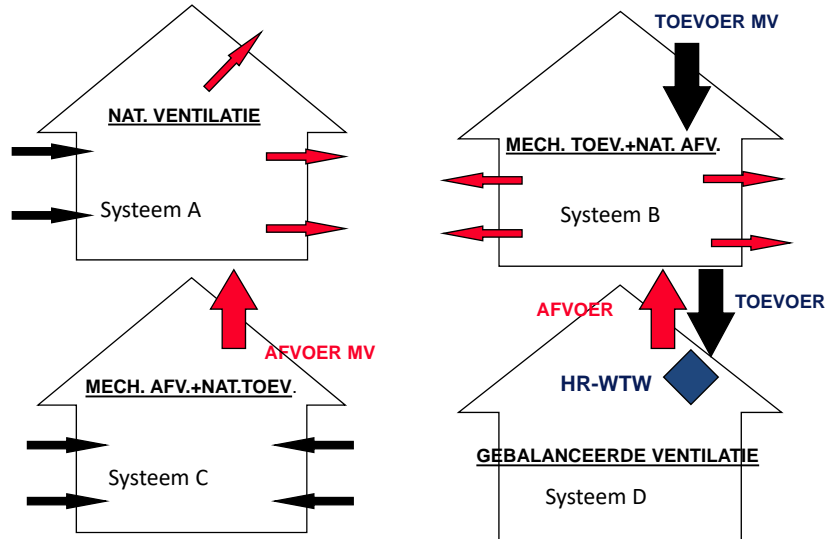 TOEVOER MV
NAT. VENTILATIE
MECH. TOEV.+NAT. AFV.
Systeem A
Systeem B
AFVOER
TOEVOER
AFVOER MV
HR-WTW
MECH. AFV.+NAT.TOEV.
GEBALANCEERDE VENTILATIE
Systeem C
Systeem D